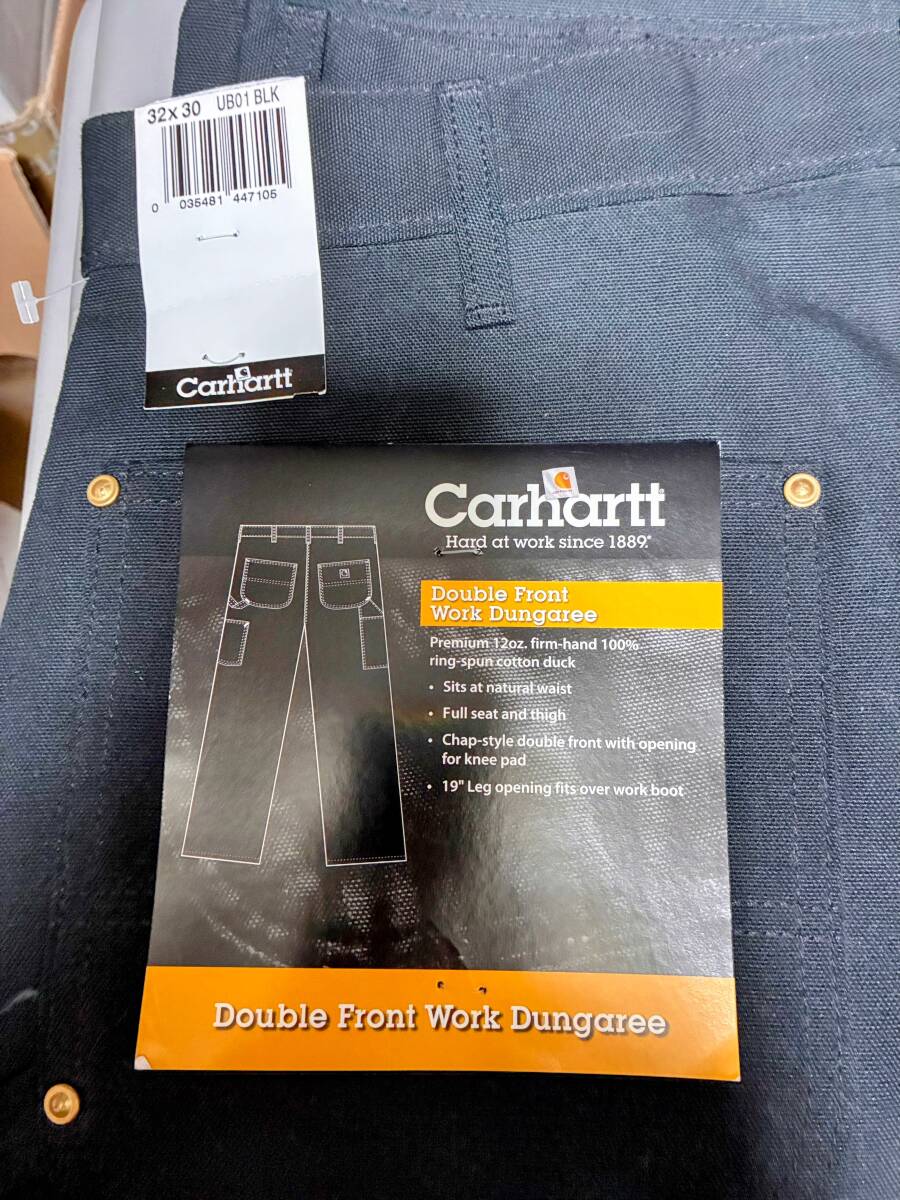 32x30 UB01 BLK
0 035481 447105
Carhartt
Carhartt
Hard at work since 1889.®
Double Front
Work Dungaree
Premium 12oz. firm-hand 100%
ring-spun cotton duck
• Sits at natural waist
• Full seat and thigh
• Chap-style double front with opening
for knee pad
• 19" Leg opening fits over work boot
Double Front Work Dungaree